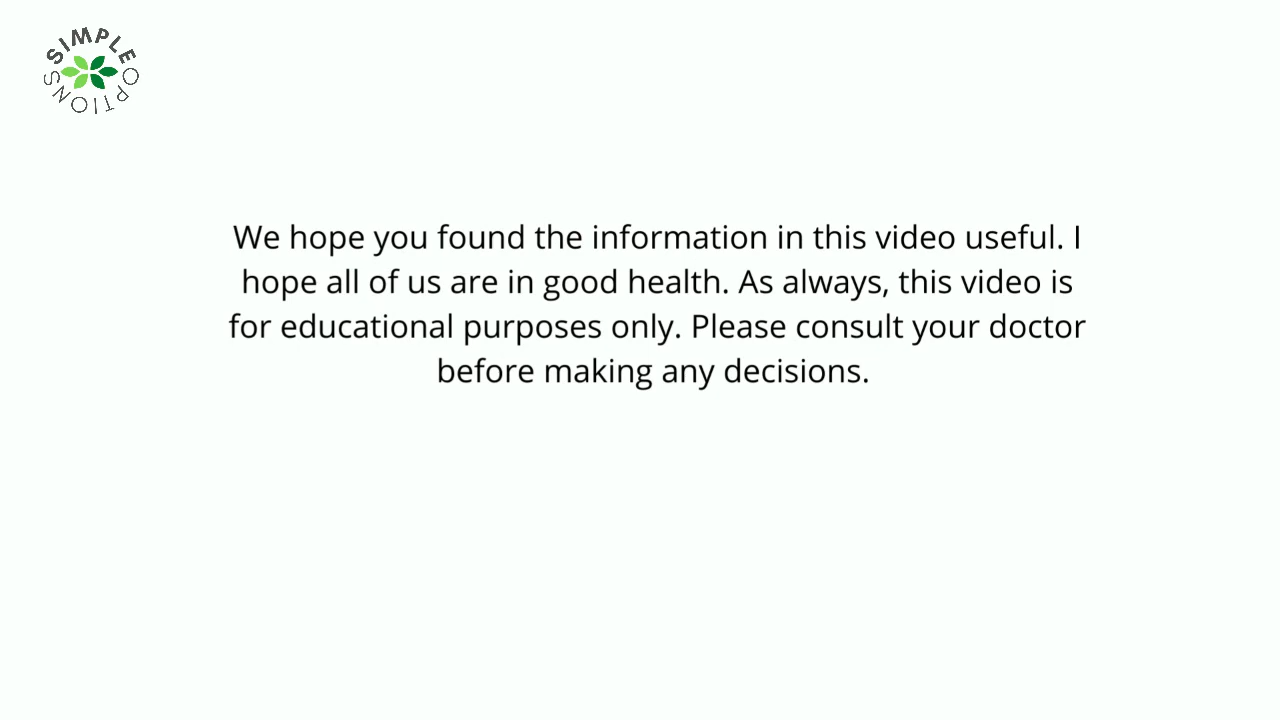 SIMPLE
OPTIONS
We hope you found the information in this video useful. I
hope all of us are in good health. As always, this video is
for educational purposes only. Please consult your doctor
before making any decisions.